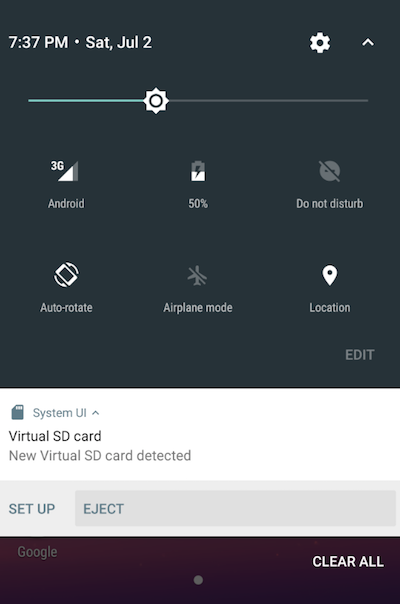 7:37 PM • Sat, Jul 2
3G
Android
50%
Do not disturb
Auto-rotate
Airplane mode
Location
EDIT
System UI
Virtual SD card
New Virtual SD card detected
SET UP
EJECT
Google
CLEAR ALL